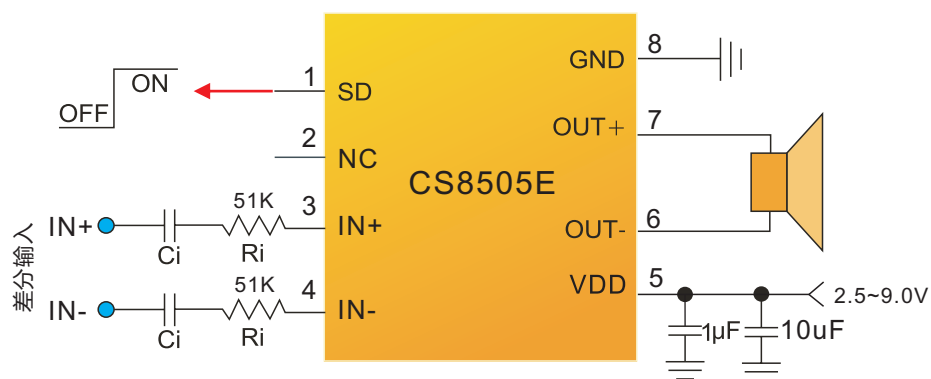 1
SD
ON
OFF
2
NC
差分输入
IN+
Ci
51K
Ri
3
IN+
IN-
Ci
51K
Ri
4
IN-
CS8505E
GND
8
OUT+
7
OUT-
6
VDD
5
2.5~9.0V
1μF
10uF